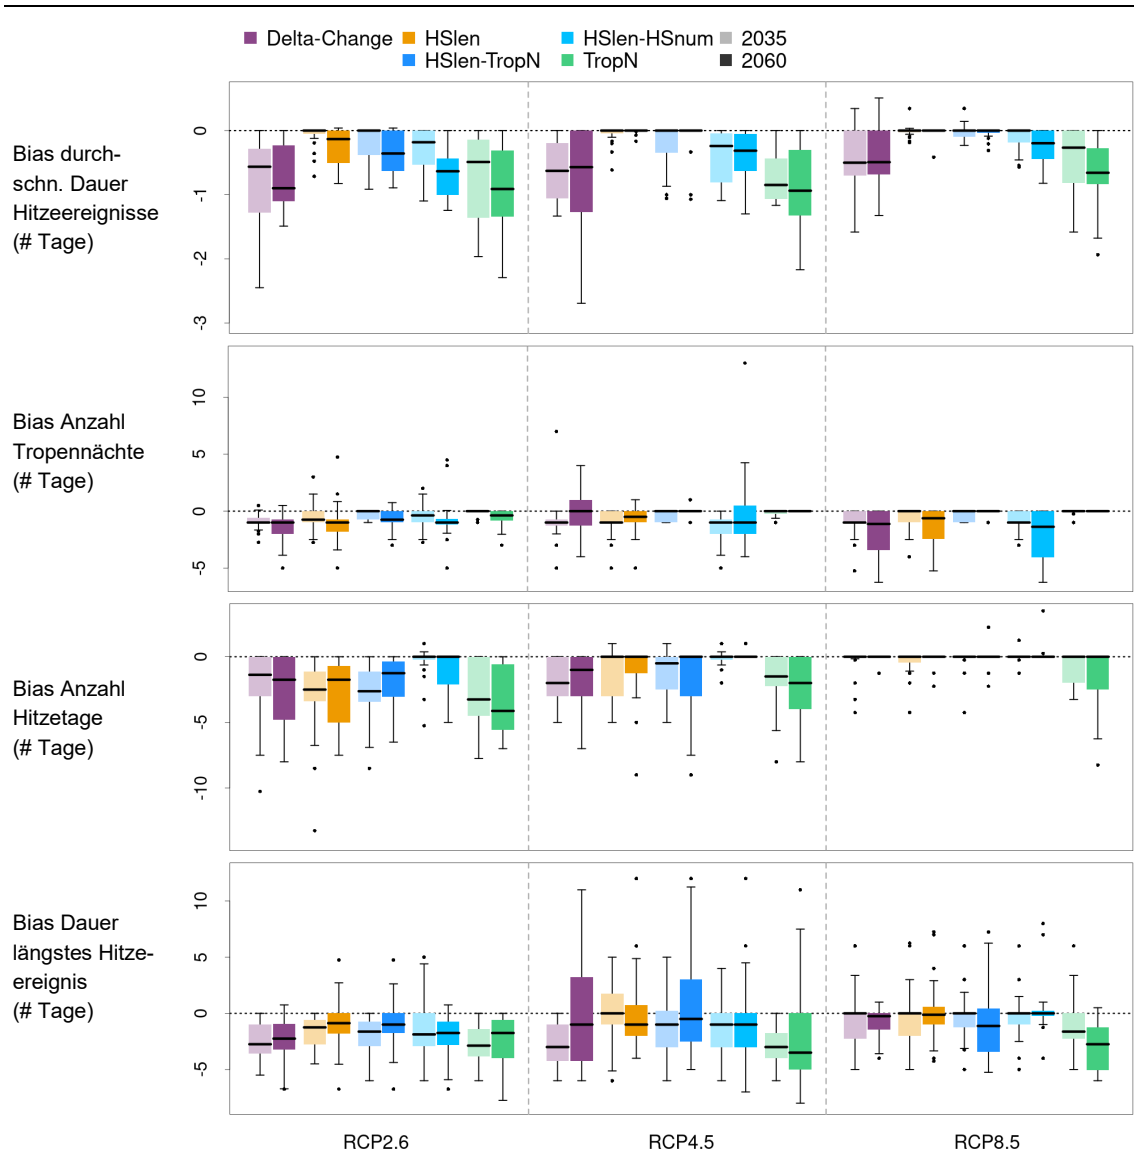 Delta-Change HSlen HSlen-HSnum 2035
HSlen-TropN TropN 2060
Bias durch-
schn. Dauer
Hitzeereignisse
(# Tage)
0
-1
-2
-3
Bias Anzahl
Tropennächte
(# Tage)
10
5
0
-5
Bias Anzahl
Hitzetage
(# Tage)
0
-5
-10
Bias Dauer
längstes Hitze-
ereignis
(# Tage)
10
5
0
-5
RCP2.6 RCP4.5 RCP8.5